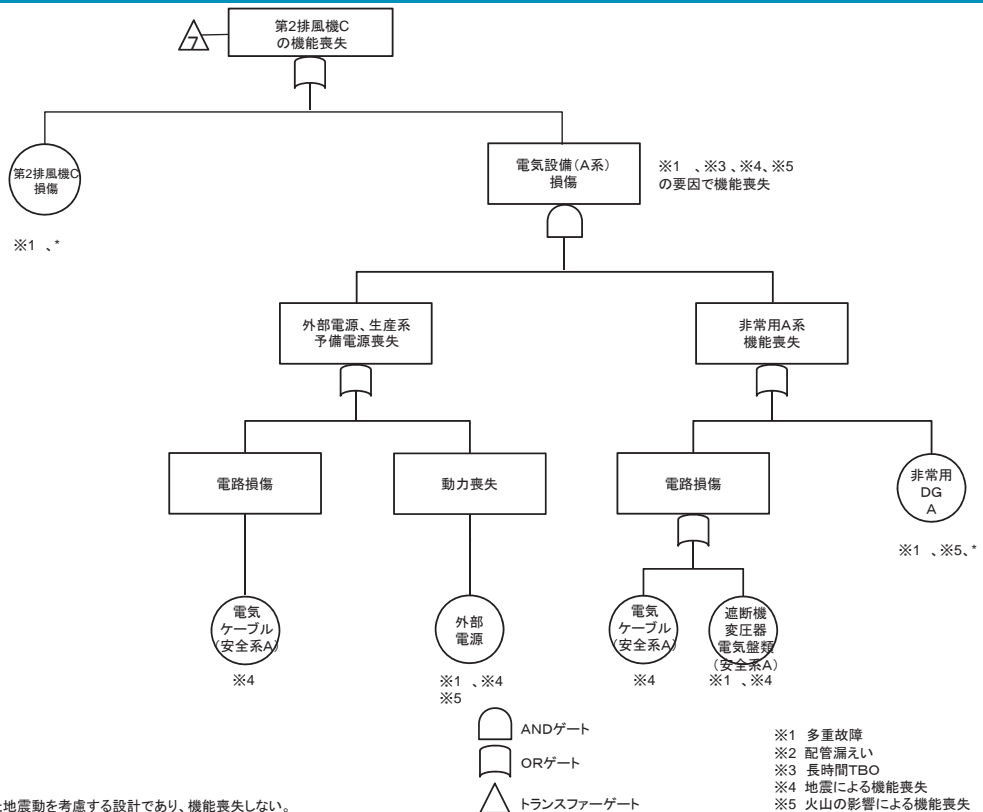 7
第2排風機C
の機能喪失
第2排風機C
損傷
※1 、*
電気設備(A系)
損傷
※1 、※3 、※4、※5
の要因で機能喪失
外部電源、生産系
予備電源喪失
非常用A系
機能喪失
電路損傷
動力喪失
電路損傷
非常用
DG
A
※1 、※5、*
電気
ケーブル
(安全系A)
※4
外部
電源
※1 、※4
※5
電気
ケーブル
(安全系A)
※4
遮断機
変圧器
電気盤類
(安全系A)
※1 、※4
ANDゲート
ORゲート
トランスファーゲート
※1 多重故障
※2 配管漏えい
※3 長時間TBO
※4 地震による機能喪失
※5 火山の影響による機能喪失
地震動を考慮する設計であり、機能喪失しない。